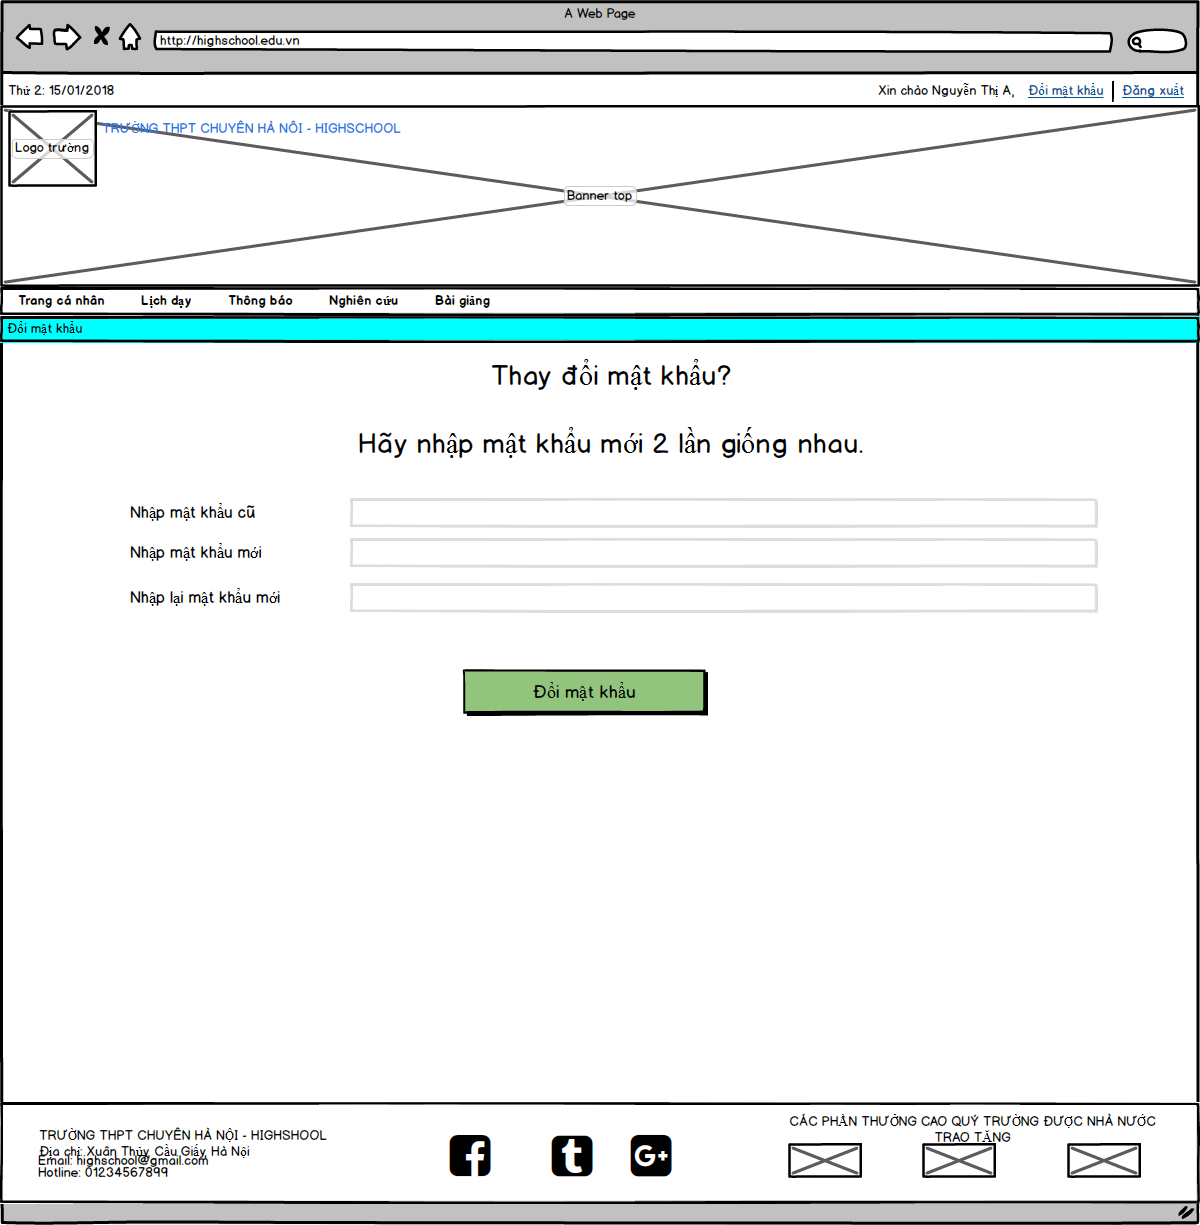 A Web Page
http://highschool.edu.vn
Thứ 2: 15/01/2018
Xin chào Nguyễn Thị A, Đổi mật khẩu Đăng xuất
TRƯỜNG THPT CHUYÊN HÀ NÔI - HIGHSCHOOL
Logo trường
Banner top
Trang cá nhân Lịch dạy Thông báo Nghiên cứu Bài giảng
Đổi mật khẩu
Thay đổi mật khẩu?
Hãy nhập mật khẩu mới 2 lần giống nhau.
Nhập mật khẩu cũ
Nhập mật khẩu mới
Nhập lại mật khẩu mới
Đổi mật khẩu
TRƯỜNG THPT CHUYÊN HÀ NỘI - HIGHSHOOL
Địa chỉ: Xuân Thủy, Cầu Giấy, Hà Nội
Email: highschool@gmail.com
Hotline: 01234567899
CÁC PHẦN THƯỞNG CAO QUÝ TRƯỜNG ĐƯỢC NHÀ NƯỚC
TRAO TẶNG